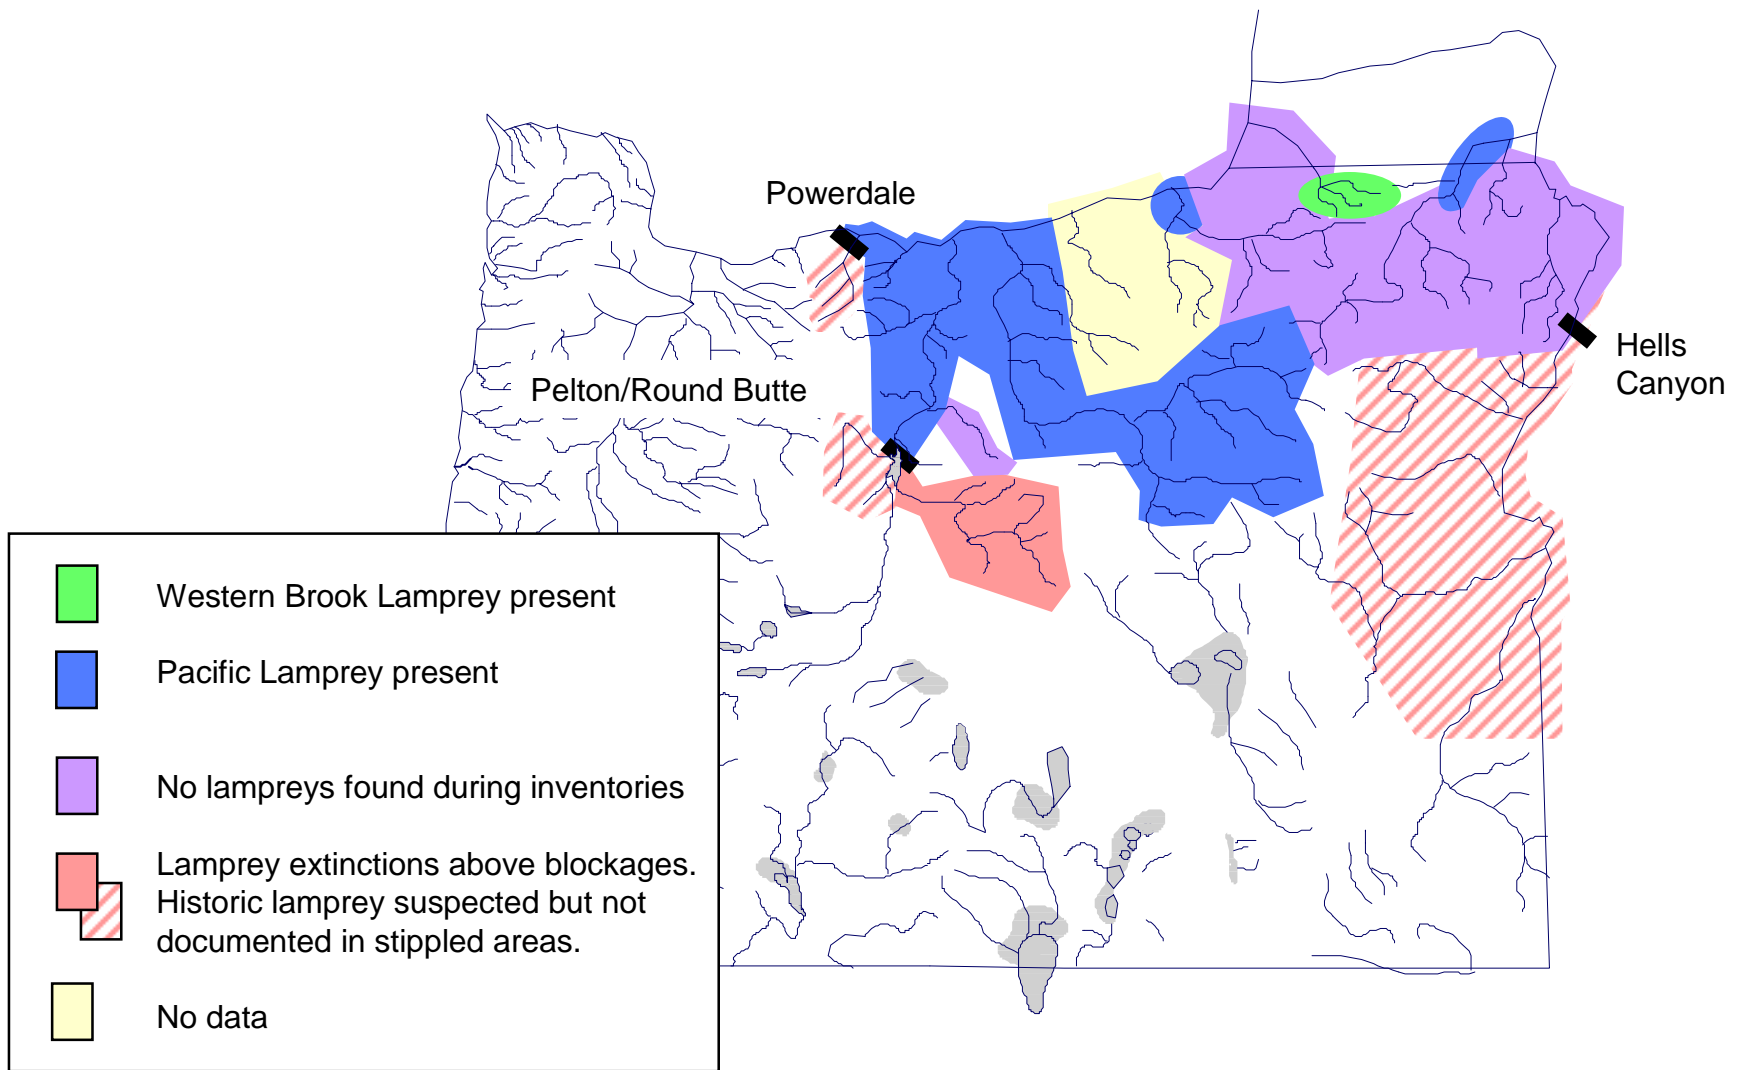 Powerdale
Hells
Canyon
Pelton/Round Butte
Western Brook Lamprey present
Pacific Lamprey present
No lampreys found during inventories
Lamprey extinctions above blockages.
Historic lamprey suspected but not
documented in stippled areas.
No data